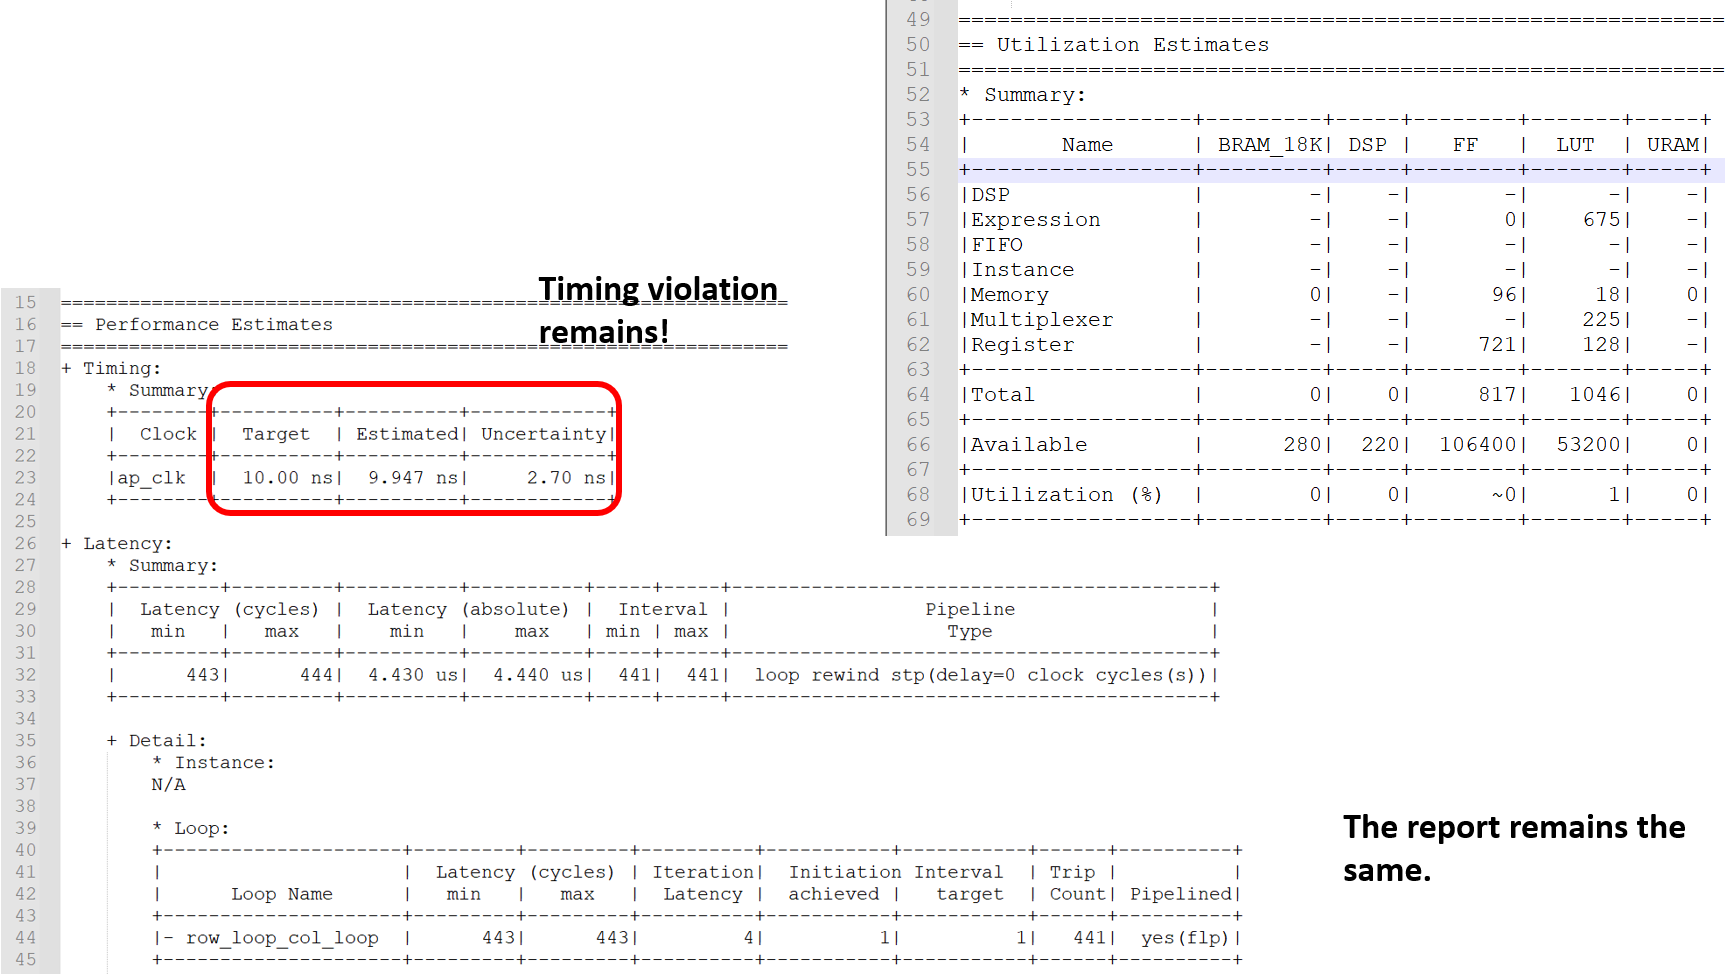 49 ============================================================
50 == Utilization Estimates
51 ============================================================
52 * Summary:
53 +-----------------+---------+-----+--------+-------+-----+
54 |       Name      | BRAM_18K| DSP |   FF   |  LUT  | URAM|
55 +-----------------+---------+-----+--------+-------+-----+
56 |DSP              |        -|    -|       -|      -|    -|
57 |Expression       |        -|    -|       0|    675|    -|
58 |FIFO             |        -|    -|       -|      -|    -|
59 |Instance         |        -|    -|       -|      -|    -|
60 |Memory           |        0|    -|      96|     18|    0|
61 |Multiplexer      |        -|    -|       -|    225|    -|
62 |Register         |        -|    -|     721|    128|    -|
63 +-----------------+---------+-----+--------+-------+-----+
64 |Total            |        0|    0|     817|   1046|    0|
65 +-----------------+---------+-----+--------+-------+-----+
66 |Available        |      280|  220|  106400|  53200|    0|
67 +-----------------+---------+-----+--------+-------+-----+
68 |Utilization (%)  |        0|    0|      ~0|      1|    0|
69 +-----------------+---------+-----+--------+-------+-----+
Timing violation
remains!
15 ================================================================
16 == Performance Estimates
17 ================================================================
18 + Timing:
19     * Summary:
20     +--------+----------+----------+------------+
21     |  Clock |  Target  | Estimated| Uncertainty|
22     +--------+----------+----------+------------+
23     |ap_clk  |  10.00 ns|  9.947 ns|     2.70 ns|
24     +--------+----------+----------+------------+
25
26 + Latency:
27     * Summary:
28     +---------+---------+----------+----------+-----+-----+------------------------------------------+
29     |  Latency (cycles) |  Latency (absolute) |  Interval |                 Pipeline                 |
30     |   min   |   max   |    min   |    max   | min | max |                   Type                   |
31     +---------+---------+----------+----------+-----+-----+------------------------------------------+
32     |      443|      444|  4.430 us|  4.440 us|  441|  441|  loop rewind stp(delay=0 clock cycles(s))|
33     +---------+---------+----------+----------+-----+-----+------------------------------------------+
34
35     + Detail:
36         * Instance:
37         N/A
38
39         * Loop:
40         +---------------------+---------+---------+----------+-----------+-----------+------+----------+
41         |                     |  Latency (cycles) | Iteration|  Initiation Interval  | Trip |          |
42         |      Loop Name      |   min   |   max   |  Latency |  achieved |   target  | Count| Pipelined|
43         +---------------------+---------+---------+----------+-----------+-----------+------+----------+
44         |- row_loop_col_loop  |      443|      443|         4|          1|          1|   441|  yes(flp)|
45         +---------------------+---------+---------+----------+-----------+-----------+------+----------+
The report remains the
same.